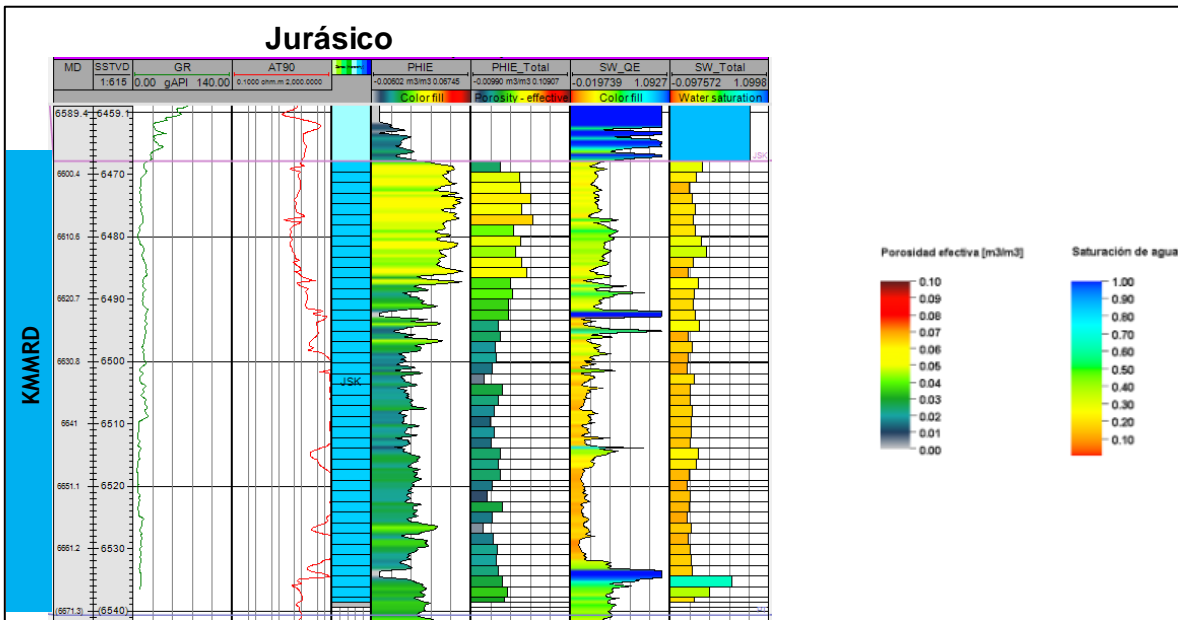 Jurásico
MD SSTVD GR AT90 PHIE PHIE_Total SW_QE SW_Total
1:615 0.00 gAPI 140.00 0.1000 ohm.m 2,000.0000 -0.00602 m3/m3 0.06745 -0.00990 m3/m3 0.10907 -0.019739 1.0927 -0.097572 1.0998
Color fill Porosity - effective Color fill Water saturation
6589.4 6459.1
JSK
6600.4 6470
6610.6 6480
Porosidad efectiva [m3/m3] Saturación de agua
0.10 1.00
0.09 0.90
0.08 0.80
0.07 0.70
0.06 0.60
0.05 0.50
0.04 0.40
0.03 0.30
0.02 0.20
0.01 0.10
0.00
6620.7 6490
6630.8 6500
KMMRD
JSK
6641 6510
6651.1 6520
6661.2 6530
(6671.3) (6540)